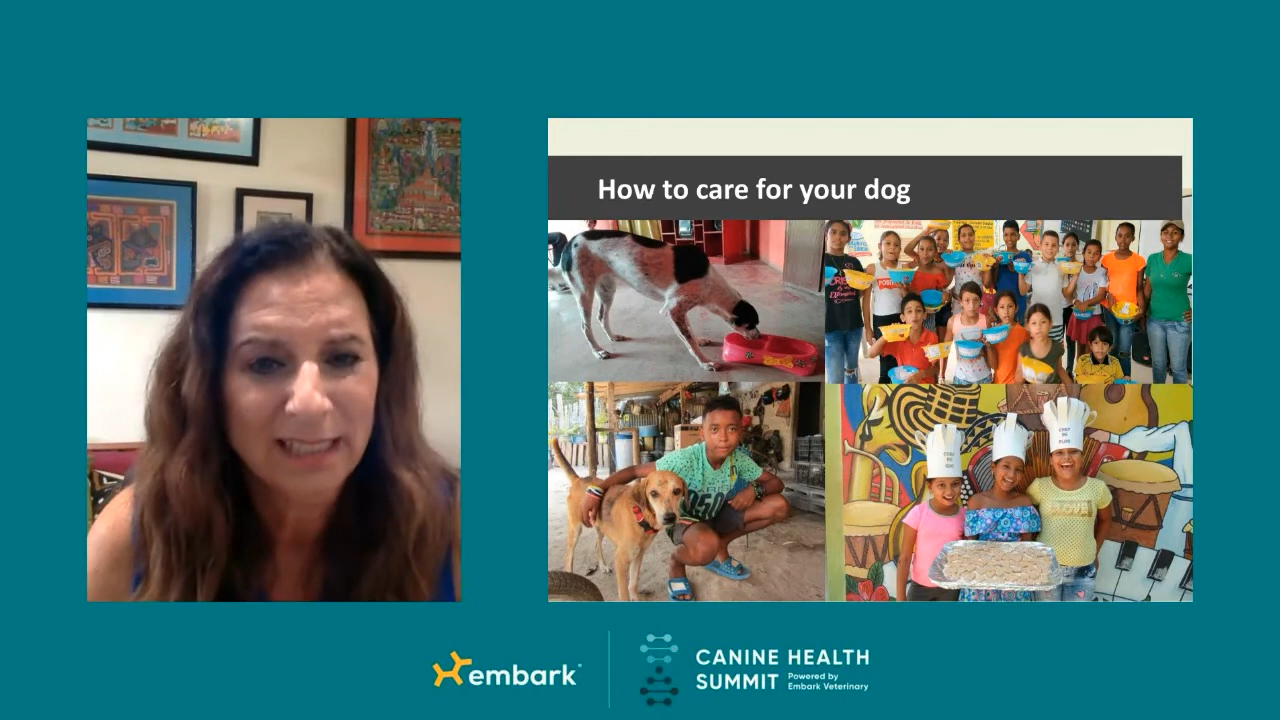 How to care for your dog
embark
CANINE HEALTH
SUMMIT
Powered by
Embark Veterinary